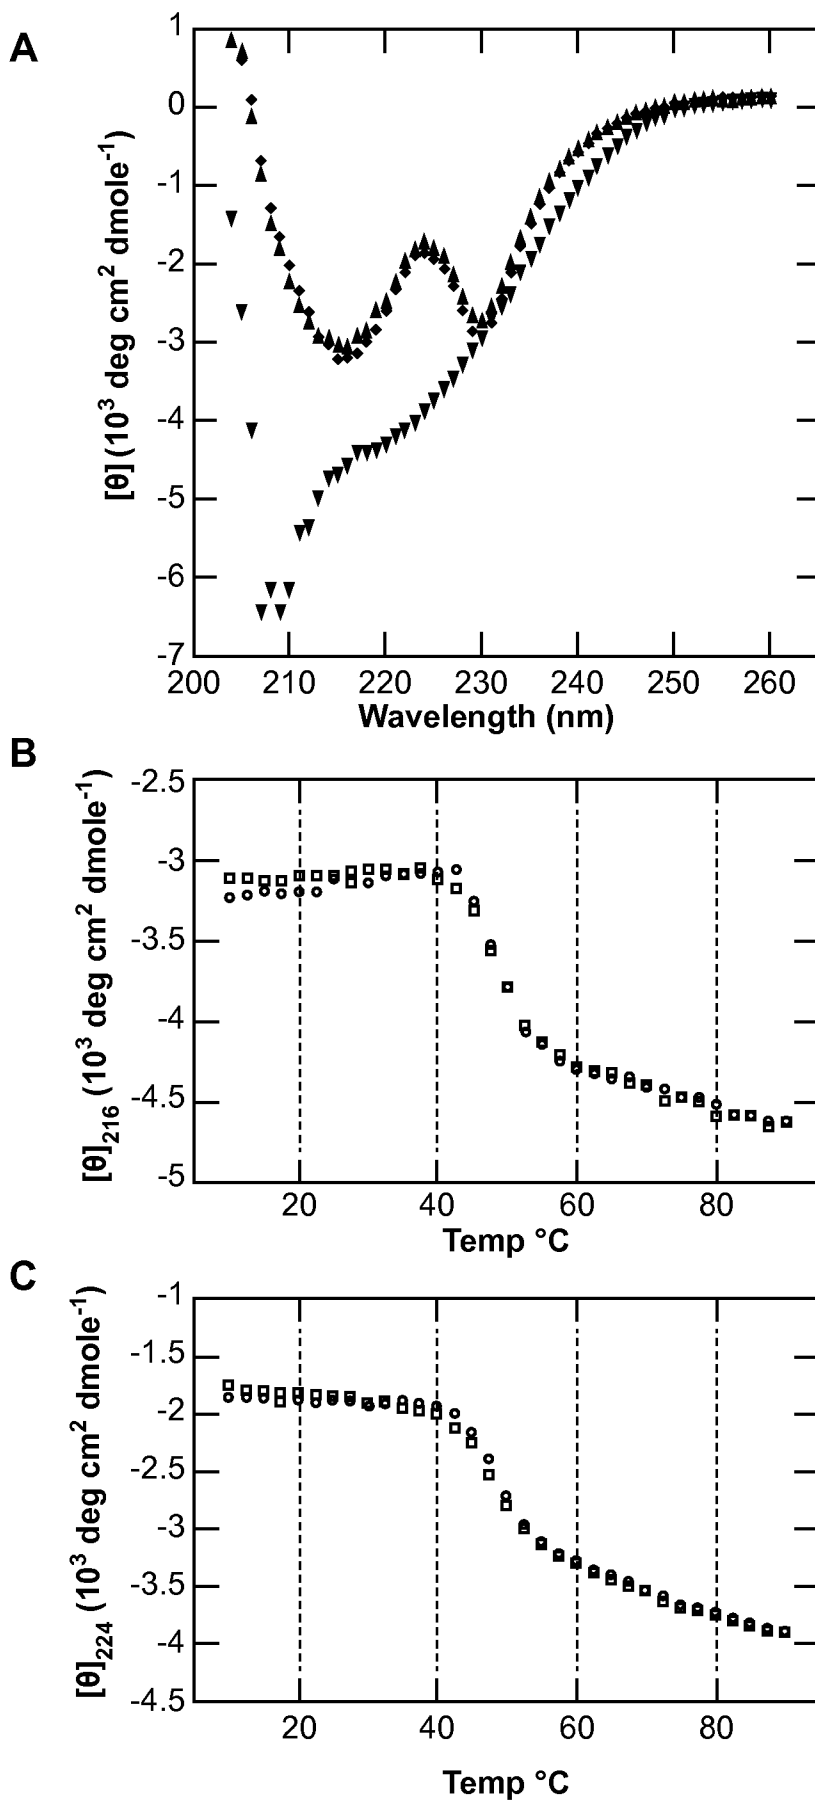 A
[θ] (10³ deg cm² dmole⁻¹)
1
0
-1
-2
-3
-4
-5
-6
-7
200 210 220 230 240 250 260
Wavelength (nm)
B
[θ]₂₁₆ (10³ deg cm² dmole⁻¹)
-2.5
-3
-3.5
-4
-4.5
-5
20 40 60 80
Temp °C
C
[θ]₂₂₄ (10³ deg cm² dmole⁻¹)
-1
-1.5
-2
-2.5
-3
-3.5
-4
-4.5
20 40 60 80
Temp °C